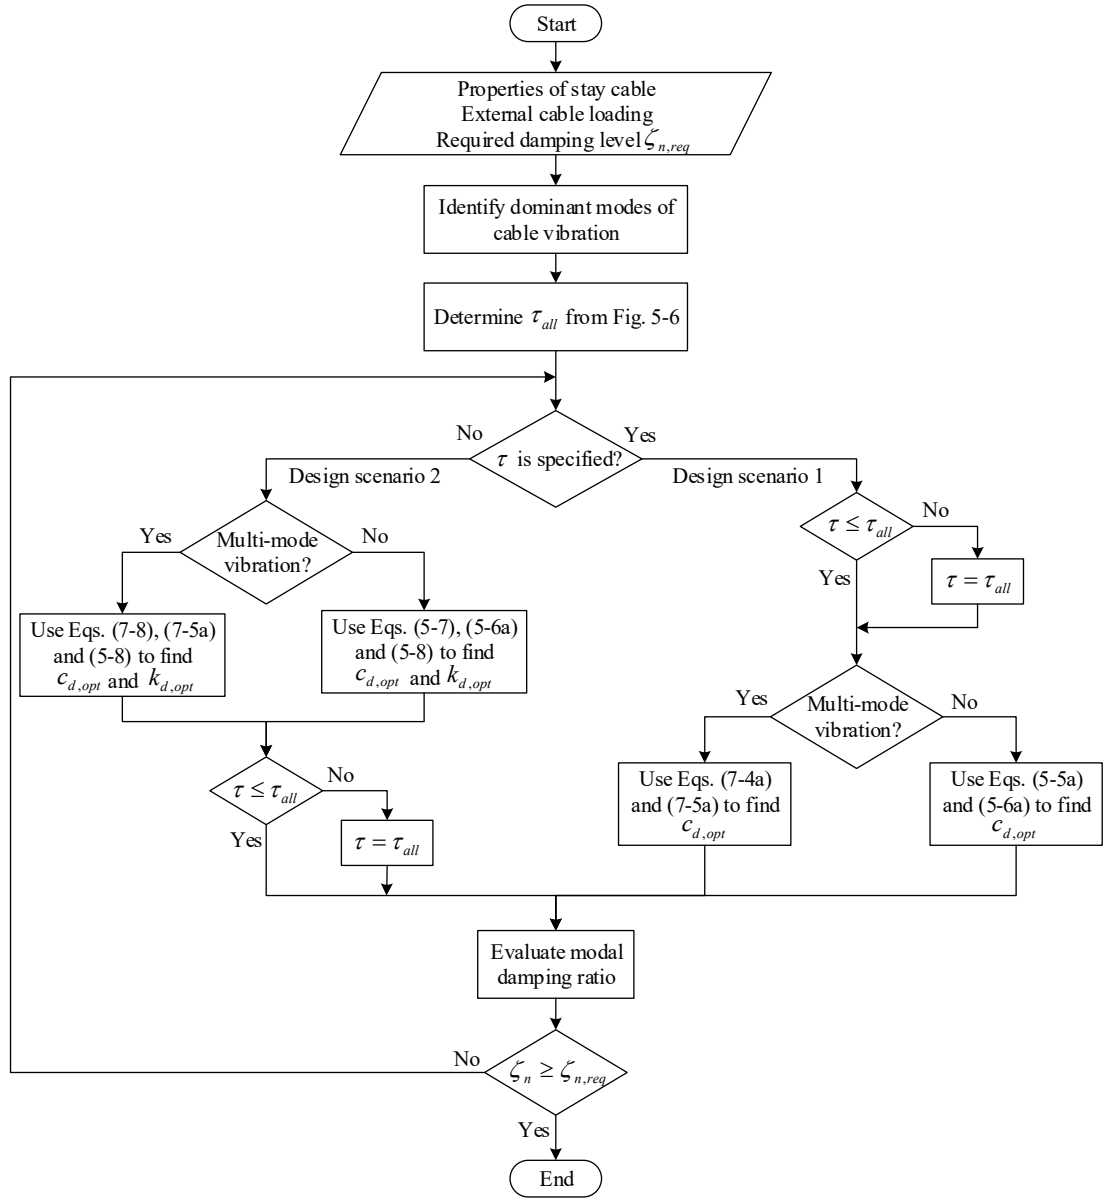 Start
Properties of stay cable
External cable loading
Required damping level ζn,req
Identify dominant modes of
cable vibration
Determine τall from Fig. 5-6
No
Yes
τ is specified?
Design scenario 2
Design scenario 1
Yes
Multi-mode
vibration?
No
τ ≤ τall
No
Yes
τ = τall
Use Eqs. (7-8), (7-5a)
and (5-8) to find
cd,opt and kd,opt
Use Eqs. (5-7), (5-6a)
and (5-8) to find
cd,opt and kd,opt
Yes
Multi-mode
vibration?
No
τ ≤ τall
No
Yes
τ = τall
Use Eqs. (7-4a)
and (7-5a) to find
cd,opt
Use Eqs. (5-5a)
and (5-6a) to find
cd,opt
Evaluate modal
damping ratio
No
ζn ≥ ζn,req
Yes
End